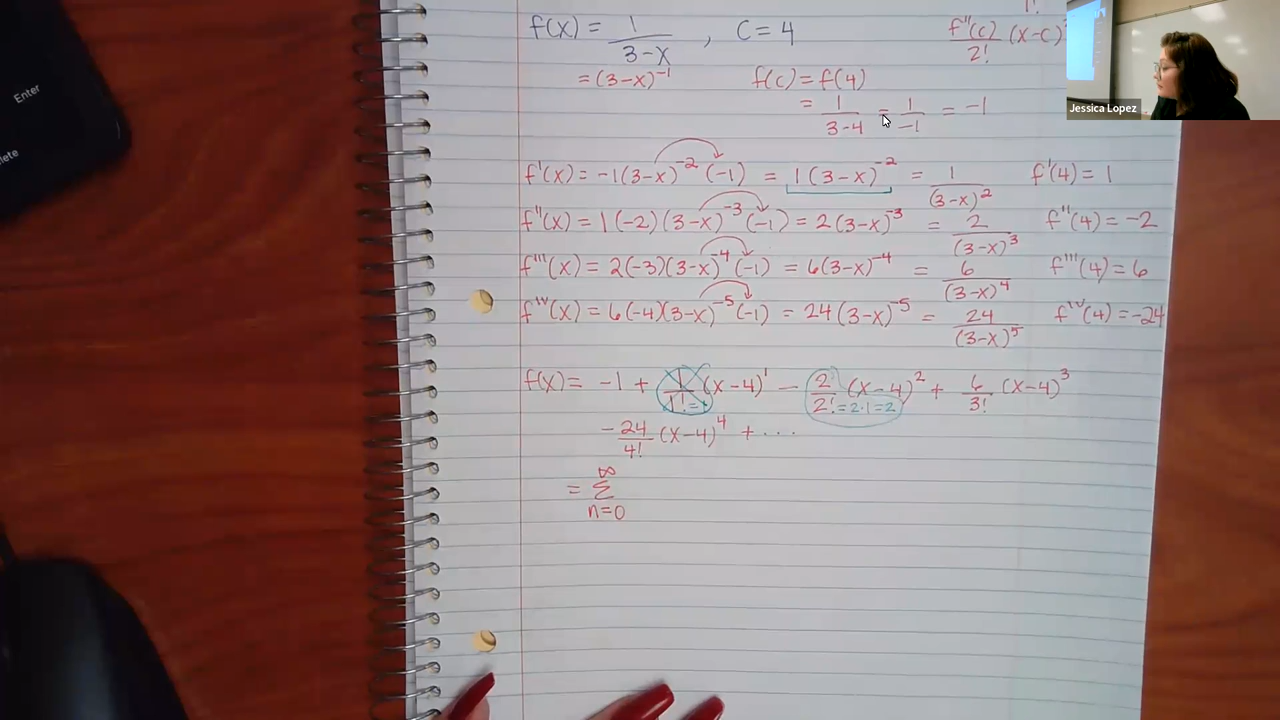 1!
f(x) = 1/(3-x) , C = 4
f''(c)/2! (x-c)
= (3-x)^-1
f(c) = f(4)
= 1/(3-4) = 1/-1 = -1
f'(x) = -1(3-x)^-2 (-1) = 1(3-x)^-2 = 1/(3-x)^2 f'(4) = 1
f''(x) = 1(-2)(3-x)^-3 (-1) = 2(3-x)^-3 = 2/(3-x)^3 f''(4) = -2
f'''(x) = 2(-3)(3-x)^-4 (-1) = 6(3-x)^-4 = 6/(3-x)^4 f'''(4) = 6
f''''(x) = 6(-4)(3-x)^-5 (-1) = 24(3-x)^-5 = 24/(3-x)^5 f''''(4) = -24
f(x) = -1 + 1/1!=1 (x-4)^1 - 2/2! (x-4)^2 + 6/3! (x-4)^3
=2·1=2
-24/4! (x-4)^4 + ...
= ∞ Σ n=0
Enter
Jessica Lopez